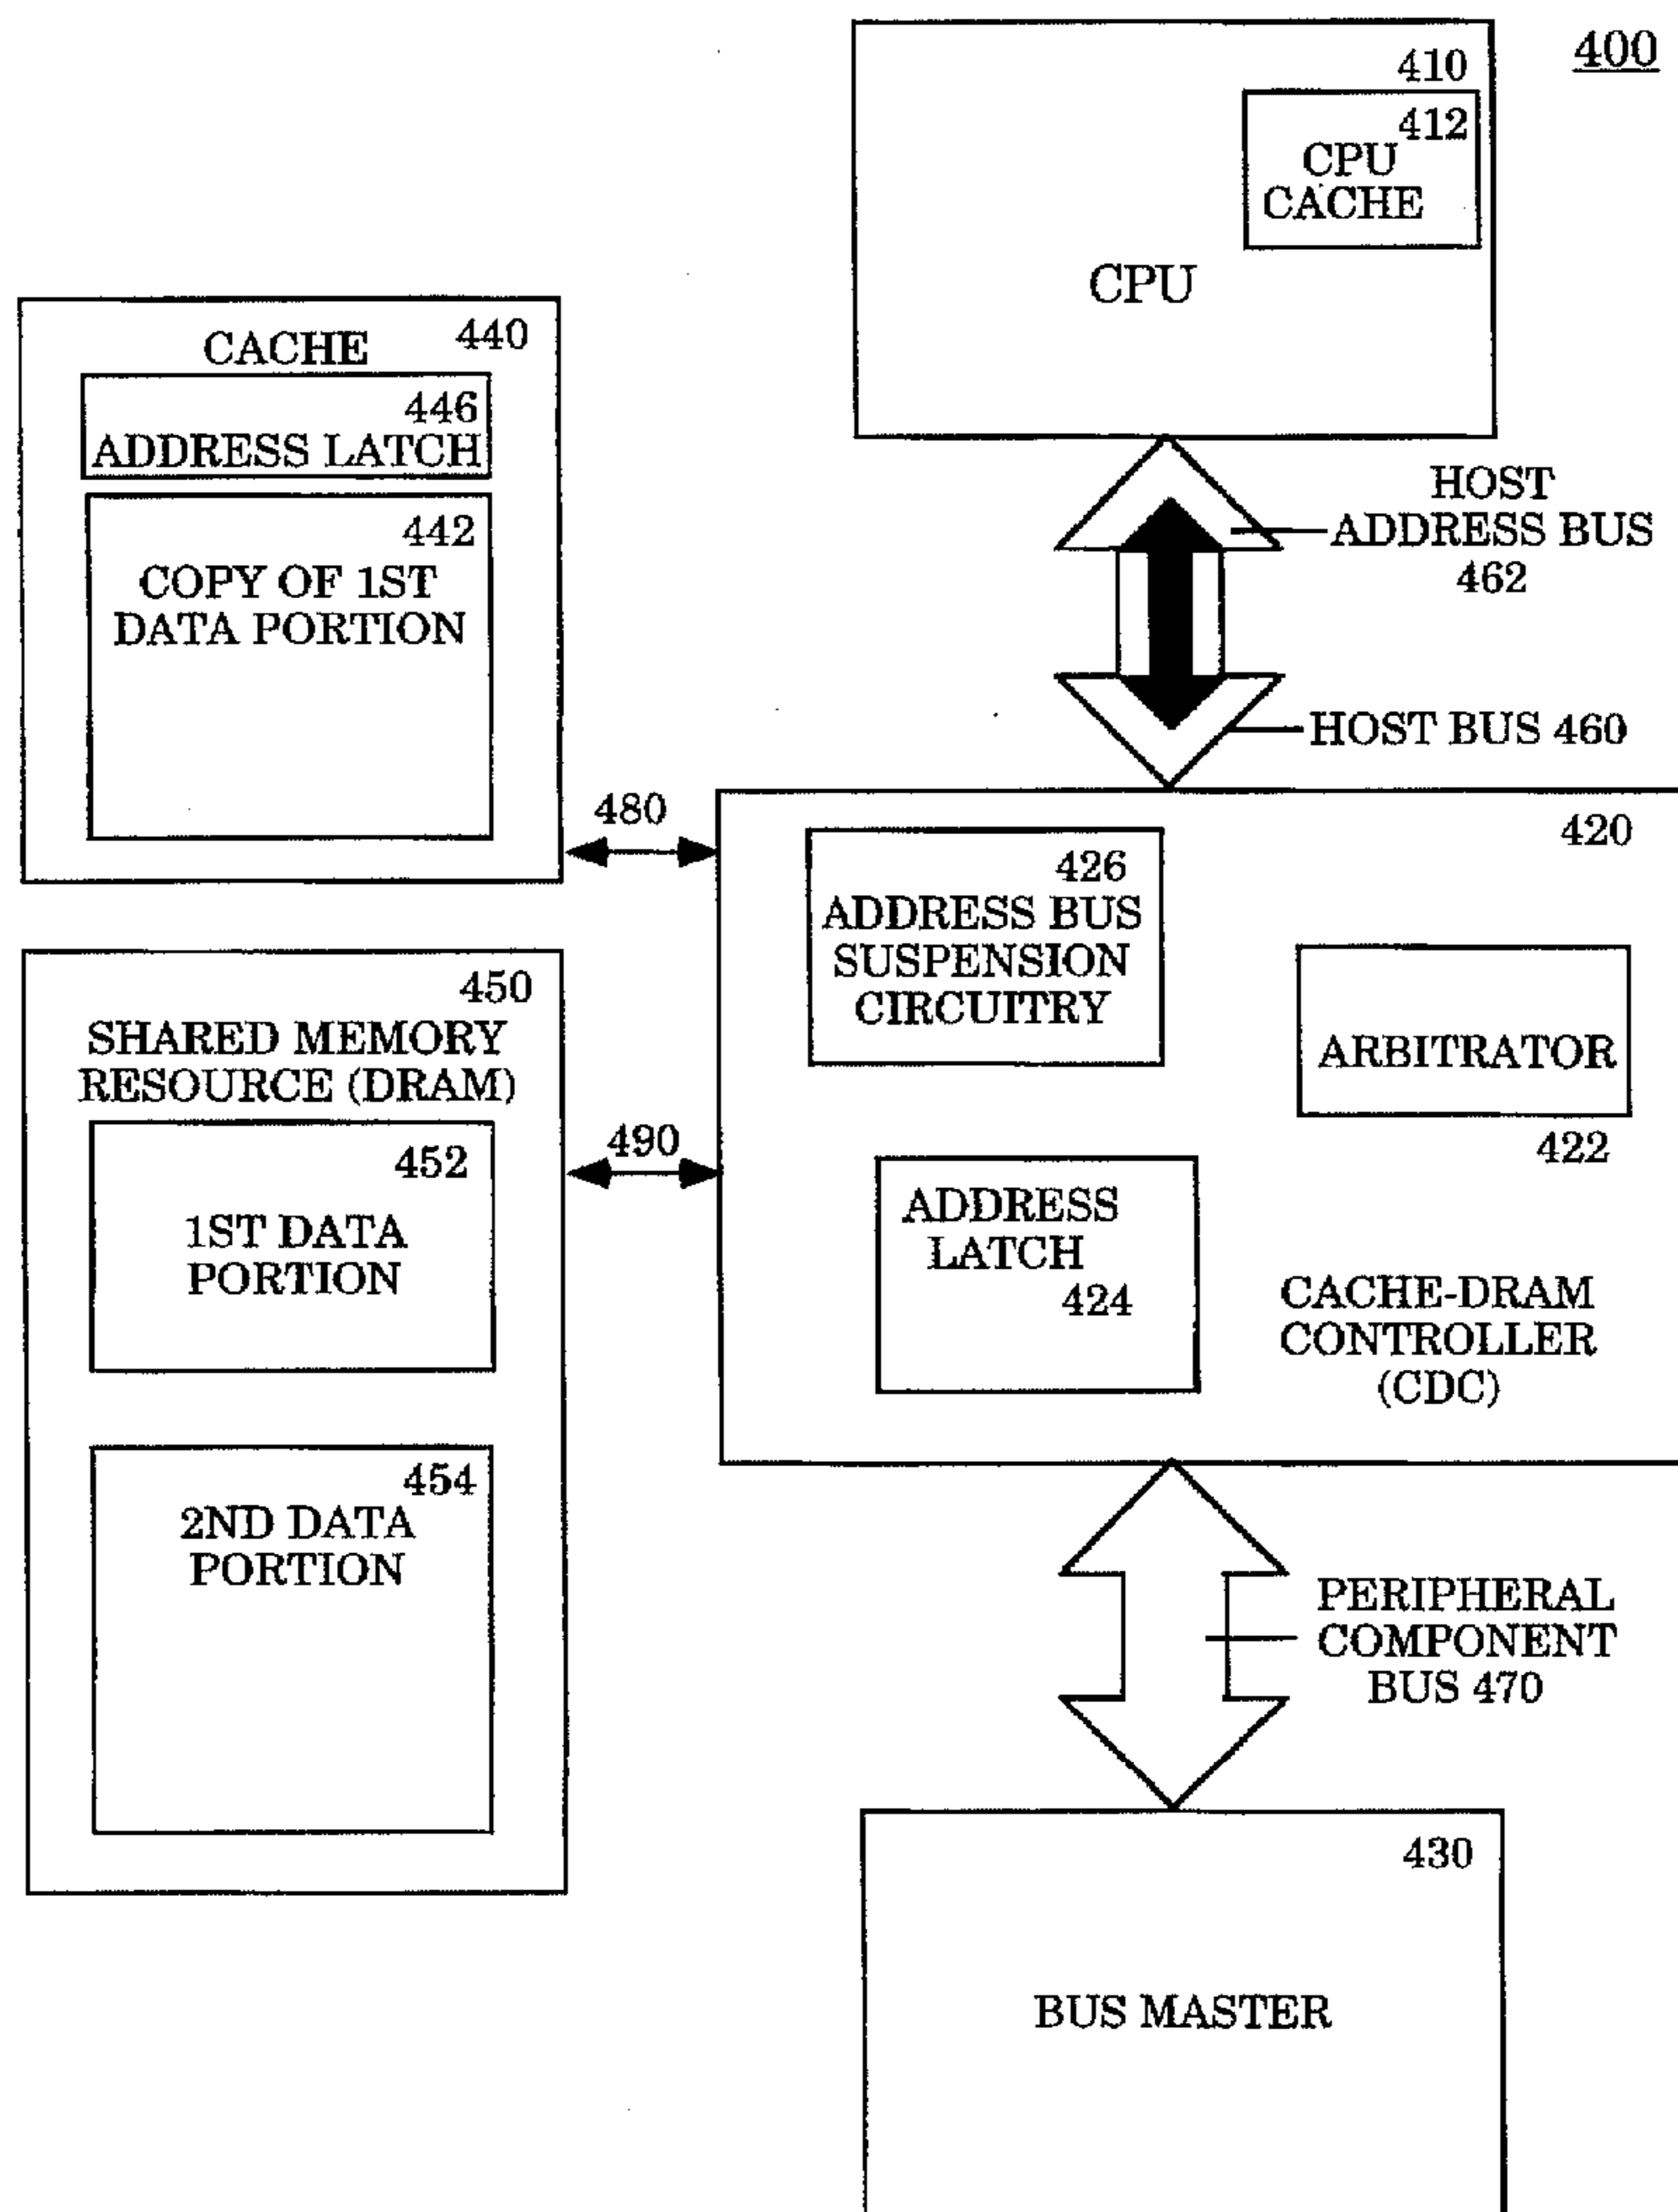 400
410
412
CPU
CACHE
CPU
440
CACHE
446
ADDRESS LATCH
442
COPY OF 1ST
DATA PORTION
HOST
ADDRESS BUS
462
HOST BUS 460
480
420
426
ADDRESS BUS
SUSPENSION
CIRCUITRY
ARBITRATOR
422
450
SHARED MEMORY
RESOURCE (DRAM)
490
452
1ST DATA
PORTION
ADDRESS
LATCH
424
CACHE-DRAM
CONTROLLER
(CDC)
454
2ND DATA
PORTION
PERIPHERAL
COMPONENT
BUS 470
430
BUS MASTER